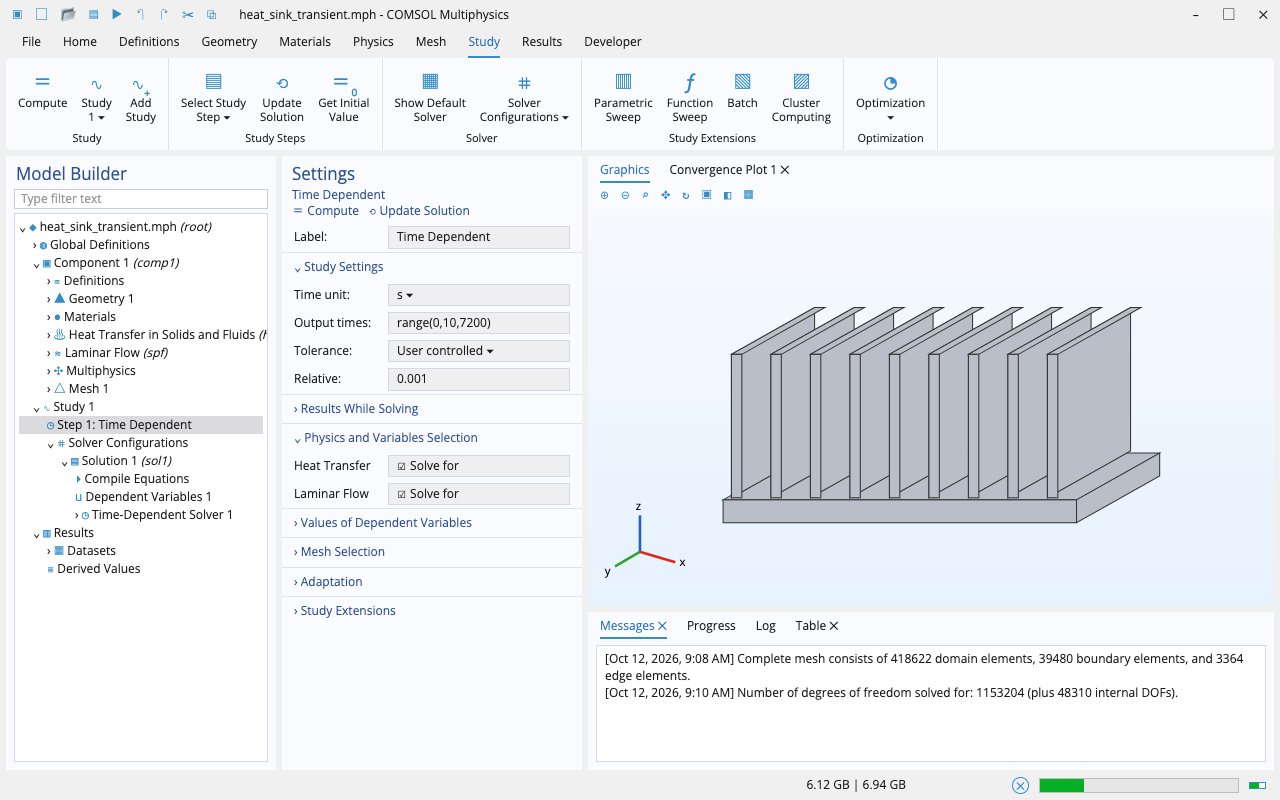 heat_sink_transient.mph - COMSOL Multiphysics
File Home Definitions Geometry Materials Physics Mesh Study Results Developer
Compute
Study 1
Add Study
Study
Select Study Step
Update Solution
Get Initial Value
Study Steps
Show Default Solver
Solver Configurations
Solver
Parametric Sweep
Function Sweep
Batch
Cluster Computing
Study Extensions
Optimization
Optimization
Model Builder
Type filter text
heat_sink_transient.mph (root)
Global Definitions
Component 1 (comp1)
Definitions
Geometry 1
Materials
Heat Transfer in Solids and Fluids (h
Laminar Flow (spf)
Multiphysics
Mesh 1
Study 1
Step 1: Time Dependent
Solver Configurations
Solution 1 (sol1)
Compile Equations
Dependent Variables 1
Time-Dependent Solver 1
Results
Datasets
Derived Values
Settings
Time Dependent
Compute Update Solution
Label: Time Dependent
Study Settings
Time unit: s
Output times: range(0,10,7200)
Tolerance: User controlled
Relative: 0.001
Results While Solving
Physics and Variables Selection
Heat Transfer Solve for
Laminar Flow Solve for
Values of Dependent Variables
Mesh Selection
Adaptation
Study Extensions
Graphics Convergence Plot 1
z
x
y
Messages Progress Log Table
[Oct 12, 2026, 9:08 AM] Complete mesh consists of 418622 domain elements, 39480 boundary elements, and 3364
edge elements.
[Oct 12, 2026, 9:10 AM] Number of degrees of freedom solved for: 1153204 (plus 48310 internal DOFs).
6.12 GB | 6.94 GB